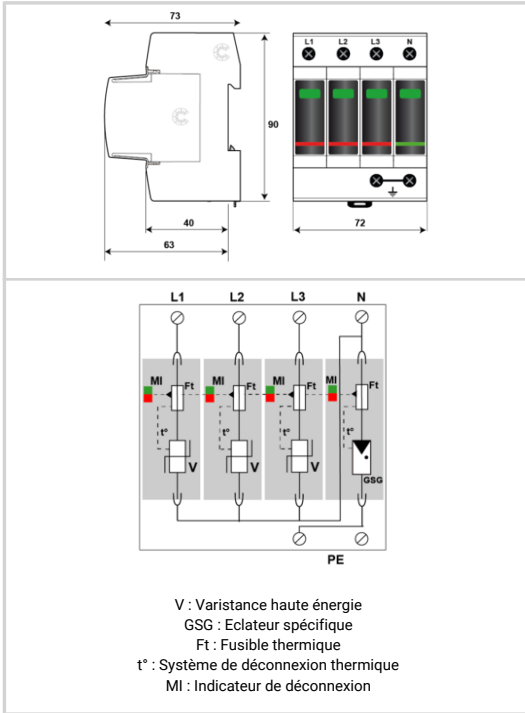 73
L1 L2 L3 N
C
C
90
40
63
72
L1 L2 L3 N
MI Ft MI Ft MI Ft MI Ft
t° t° t° t°
V V V
GSG
PE
V : Varistance haute énergie
GSG : Eclateur spécifique
Ft : Fusible thermique
t° : Système de déconnexion thermique
MI : Indicateur de déconnexion